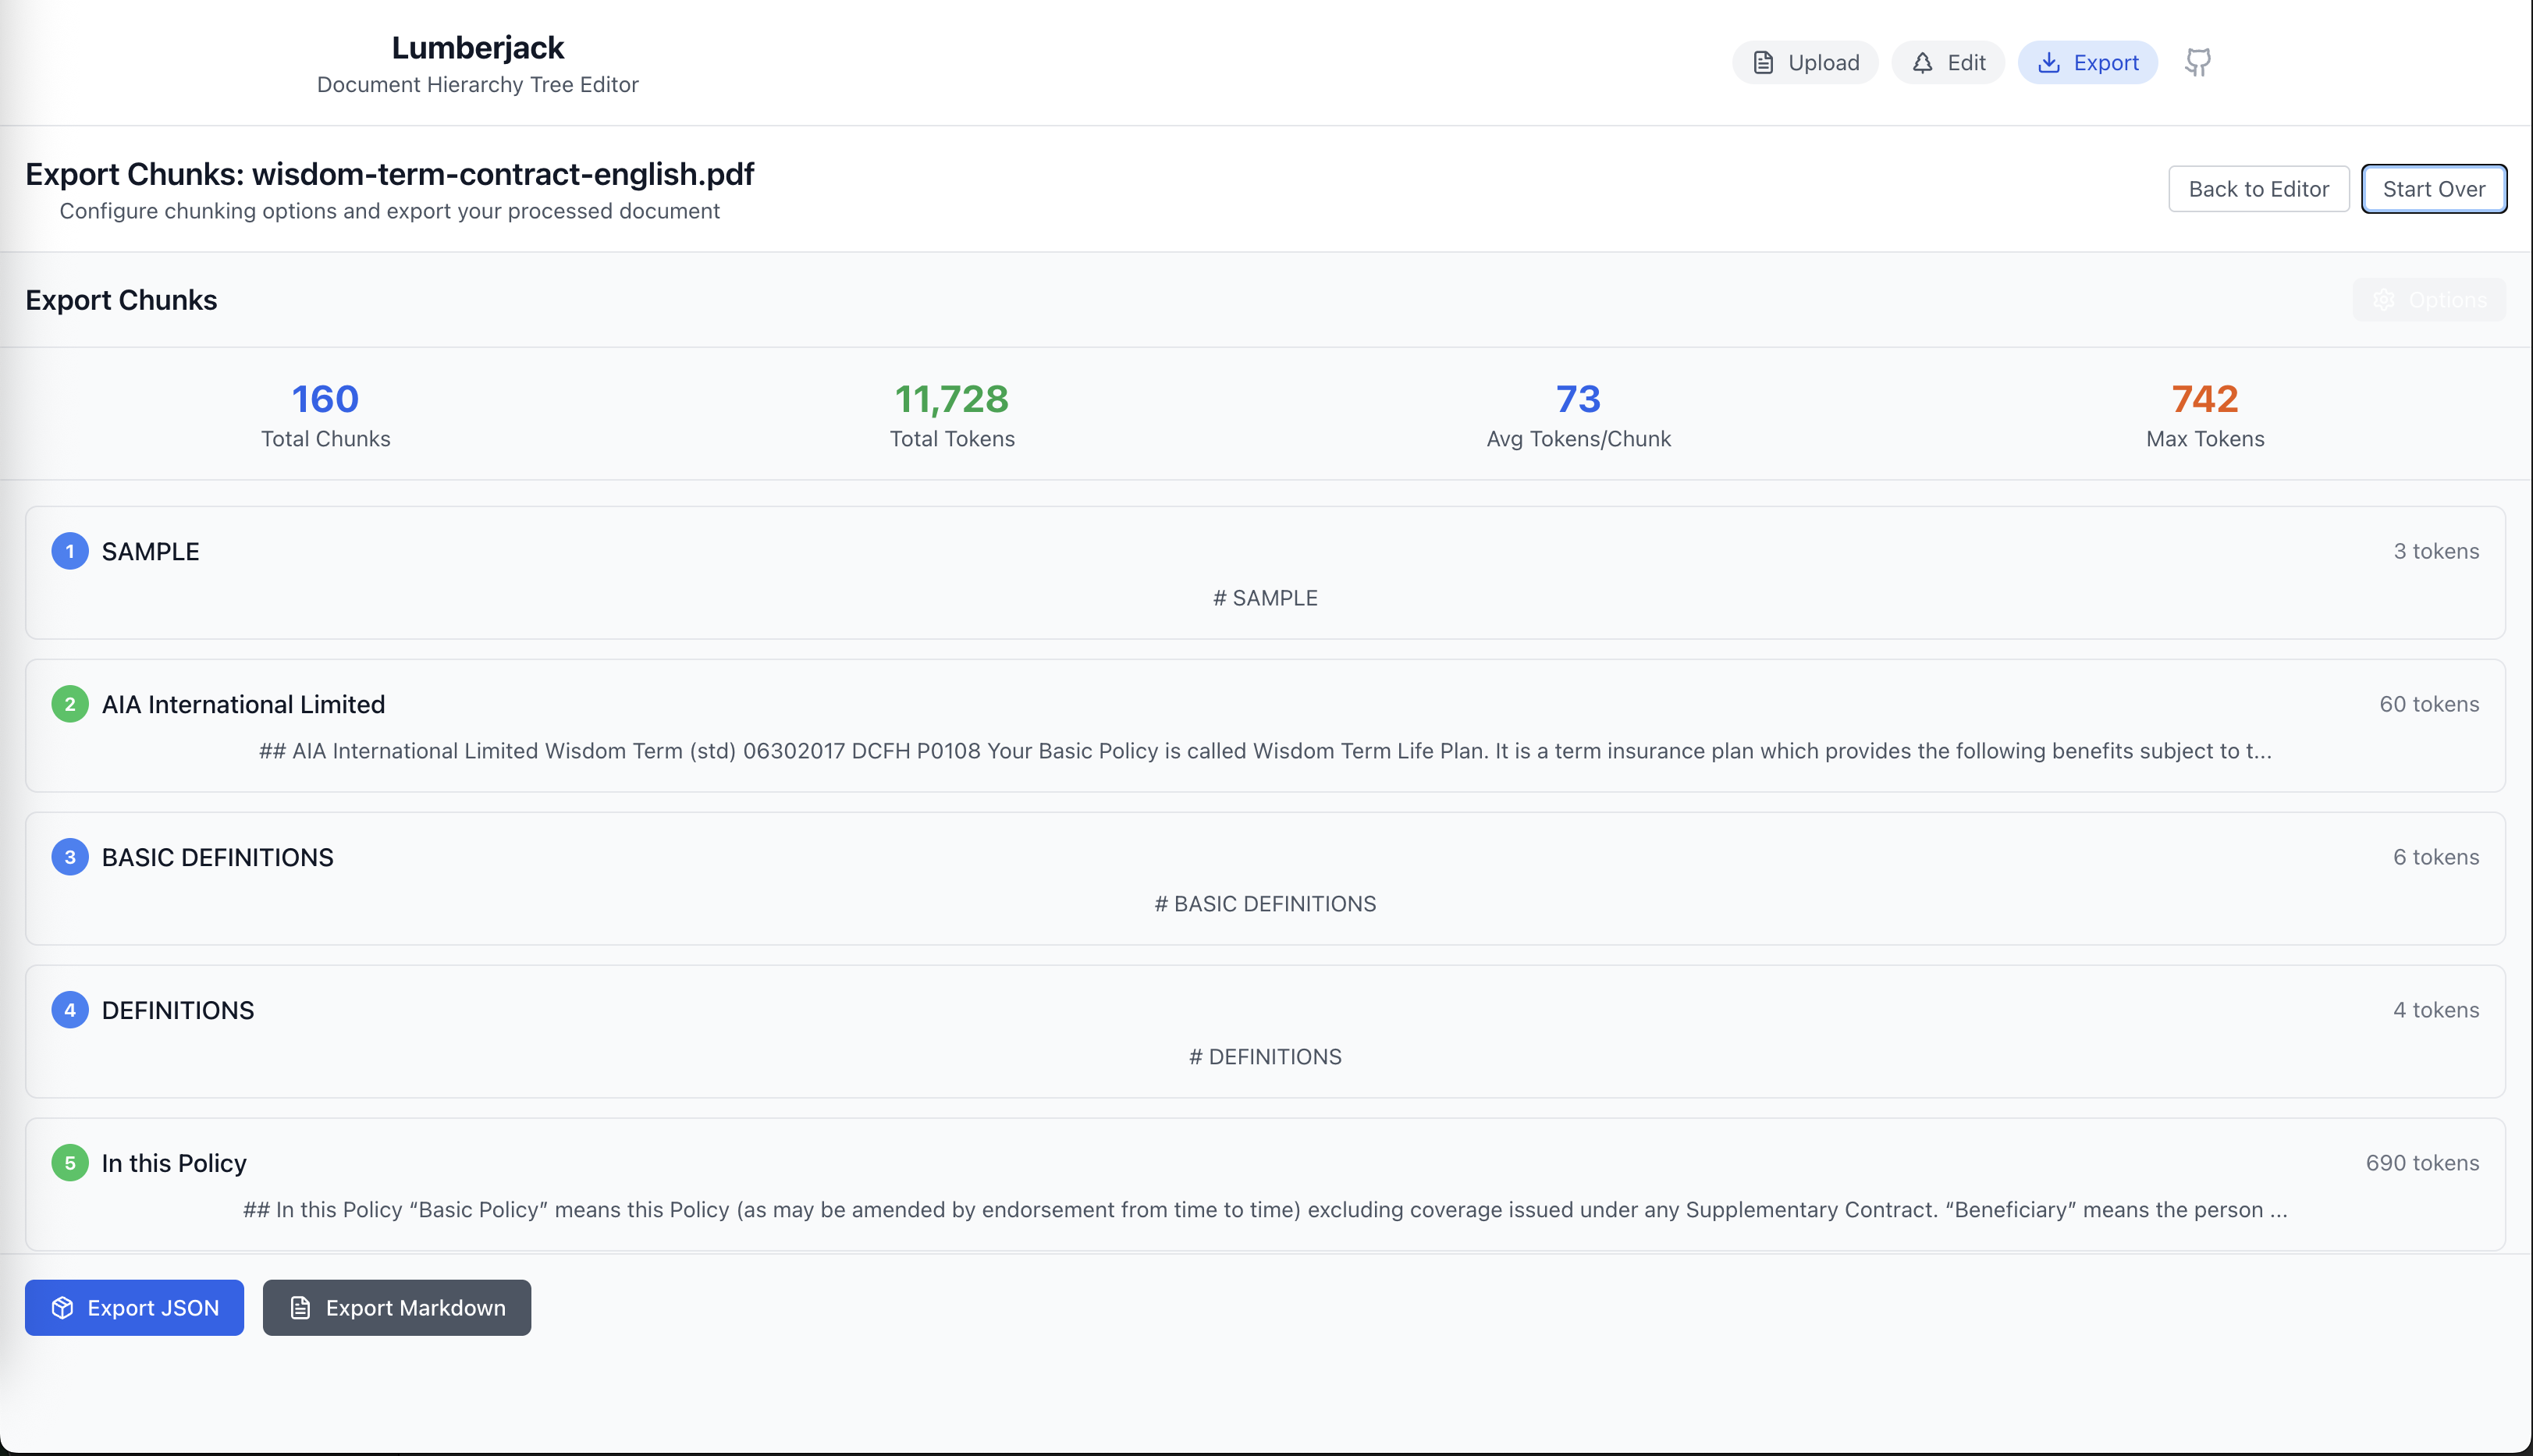 Lumberjack
Document Hierarchy Tree Editor
Upload
Edit
Export
Export Chunks: wisdom-term-contract-english.pdf
Configure chunking options and export your processed document
Back to Editor
Start Over
Export Chunks
Options
160
Total Chunks
11,728
Total Tokens
73
Avg Tokens/Chunk
742
Max Tokens
1 SAMPLE 3 tokens
# SAMPLE
2 AIA International Limited 60 tokens
## AIA International Limited Wisdom Term (std) 06302017 DCFH P0108 Your Basic Policy is called Wisdom Term Life Plan. It is a term insurance plan which provides the following benefits subject to t...
3 BASIC DEFINITIONS 6 tokens
# BASIC DEFINITIONS
4 DEFINITIONS 4 tokens
# DEFINITIONS
5 In this Policy 690 tokens
## In this Policy “Basic Policy” means this Policy (as may be amended by endorsement from time to time) excluding coverage issued under any Supplementary Contract. “Beneficiary” means the person ...
Export JSON
Export Markdown